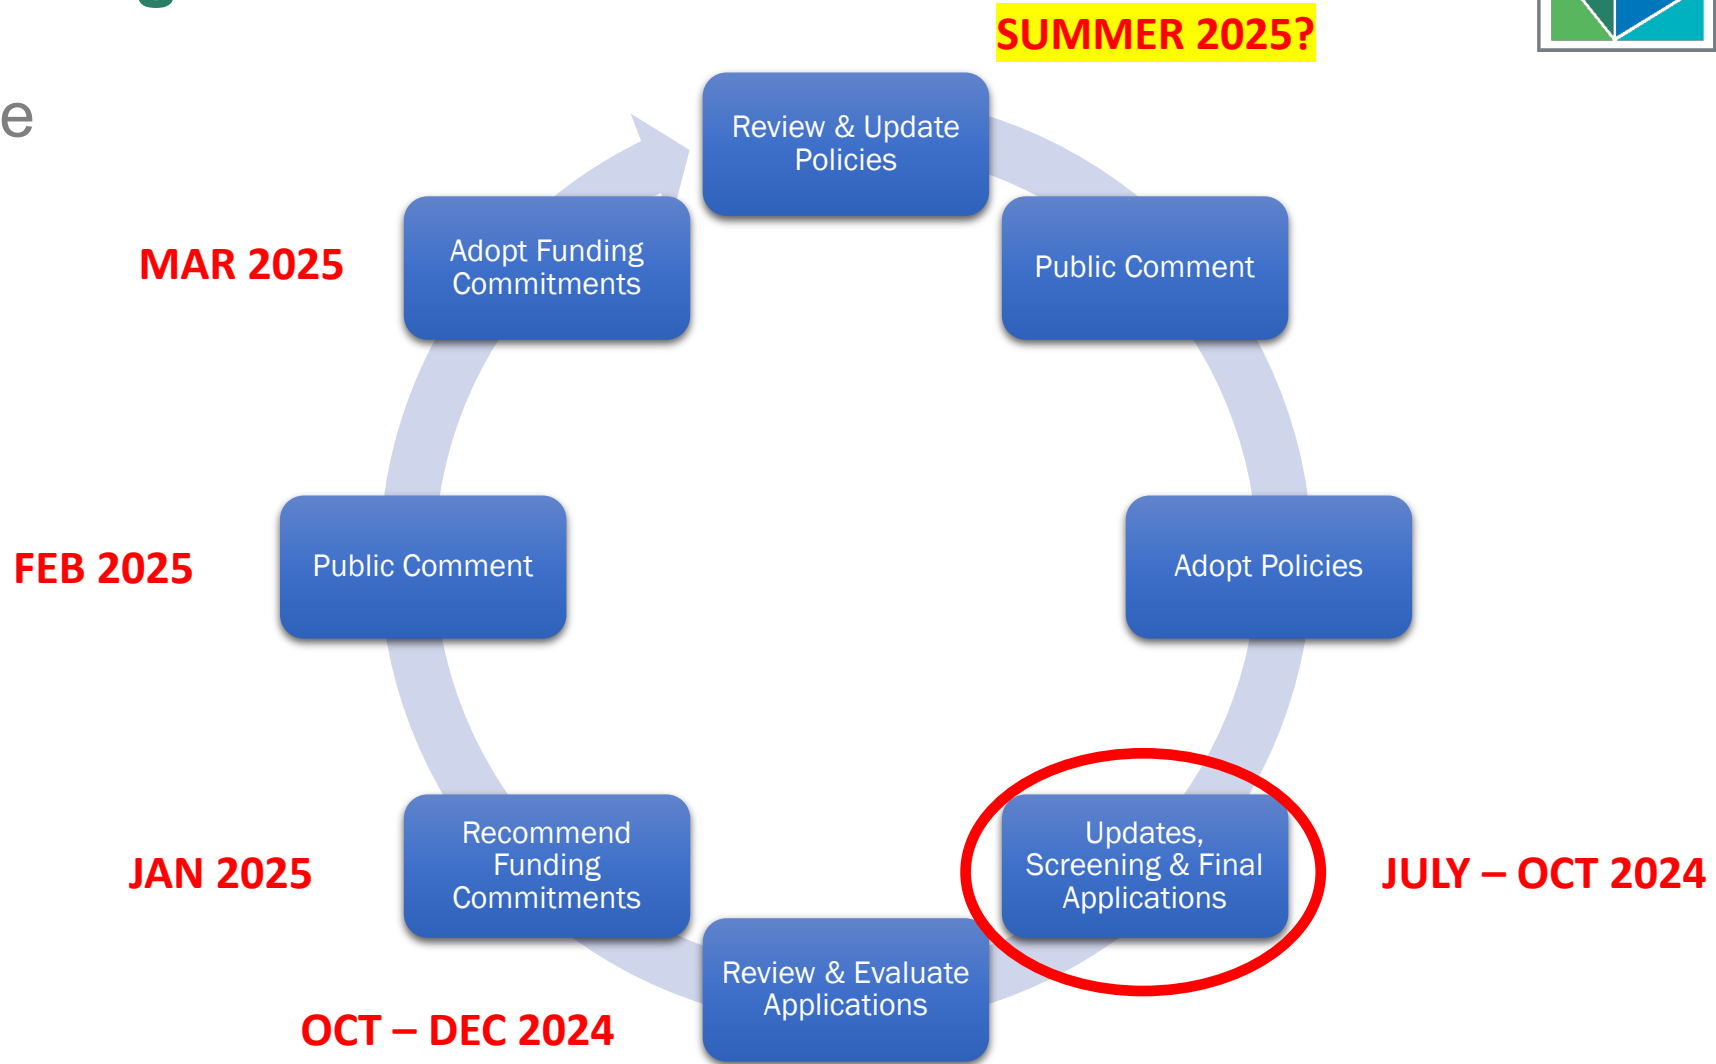 g
SUMMER 2025?
e
Review & Update
Policies
MAR 2025
Adopt Funding
Commitments
Public Comment
FEB 2025
Public Comment
Adopt Policies
JAN 2025
Recommend
Funding
Commitments
Updates,
Screening & Final
Applications
JULY – OCT 2024
Review & Evaluate
Applications
OCT – DEC 2024